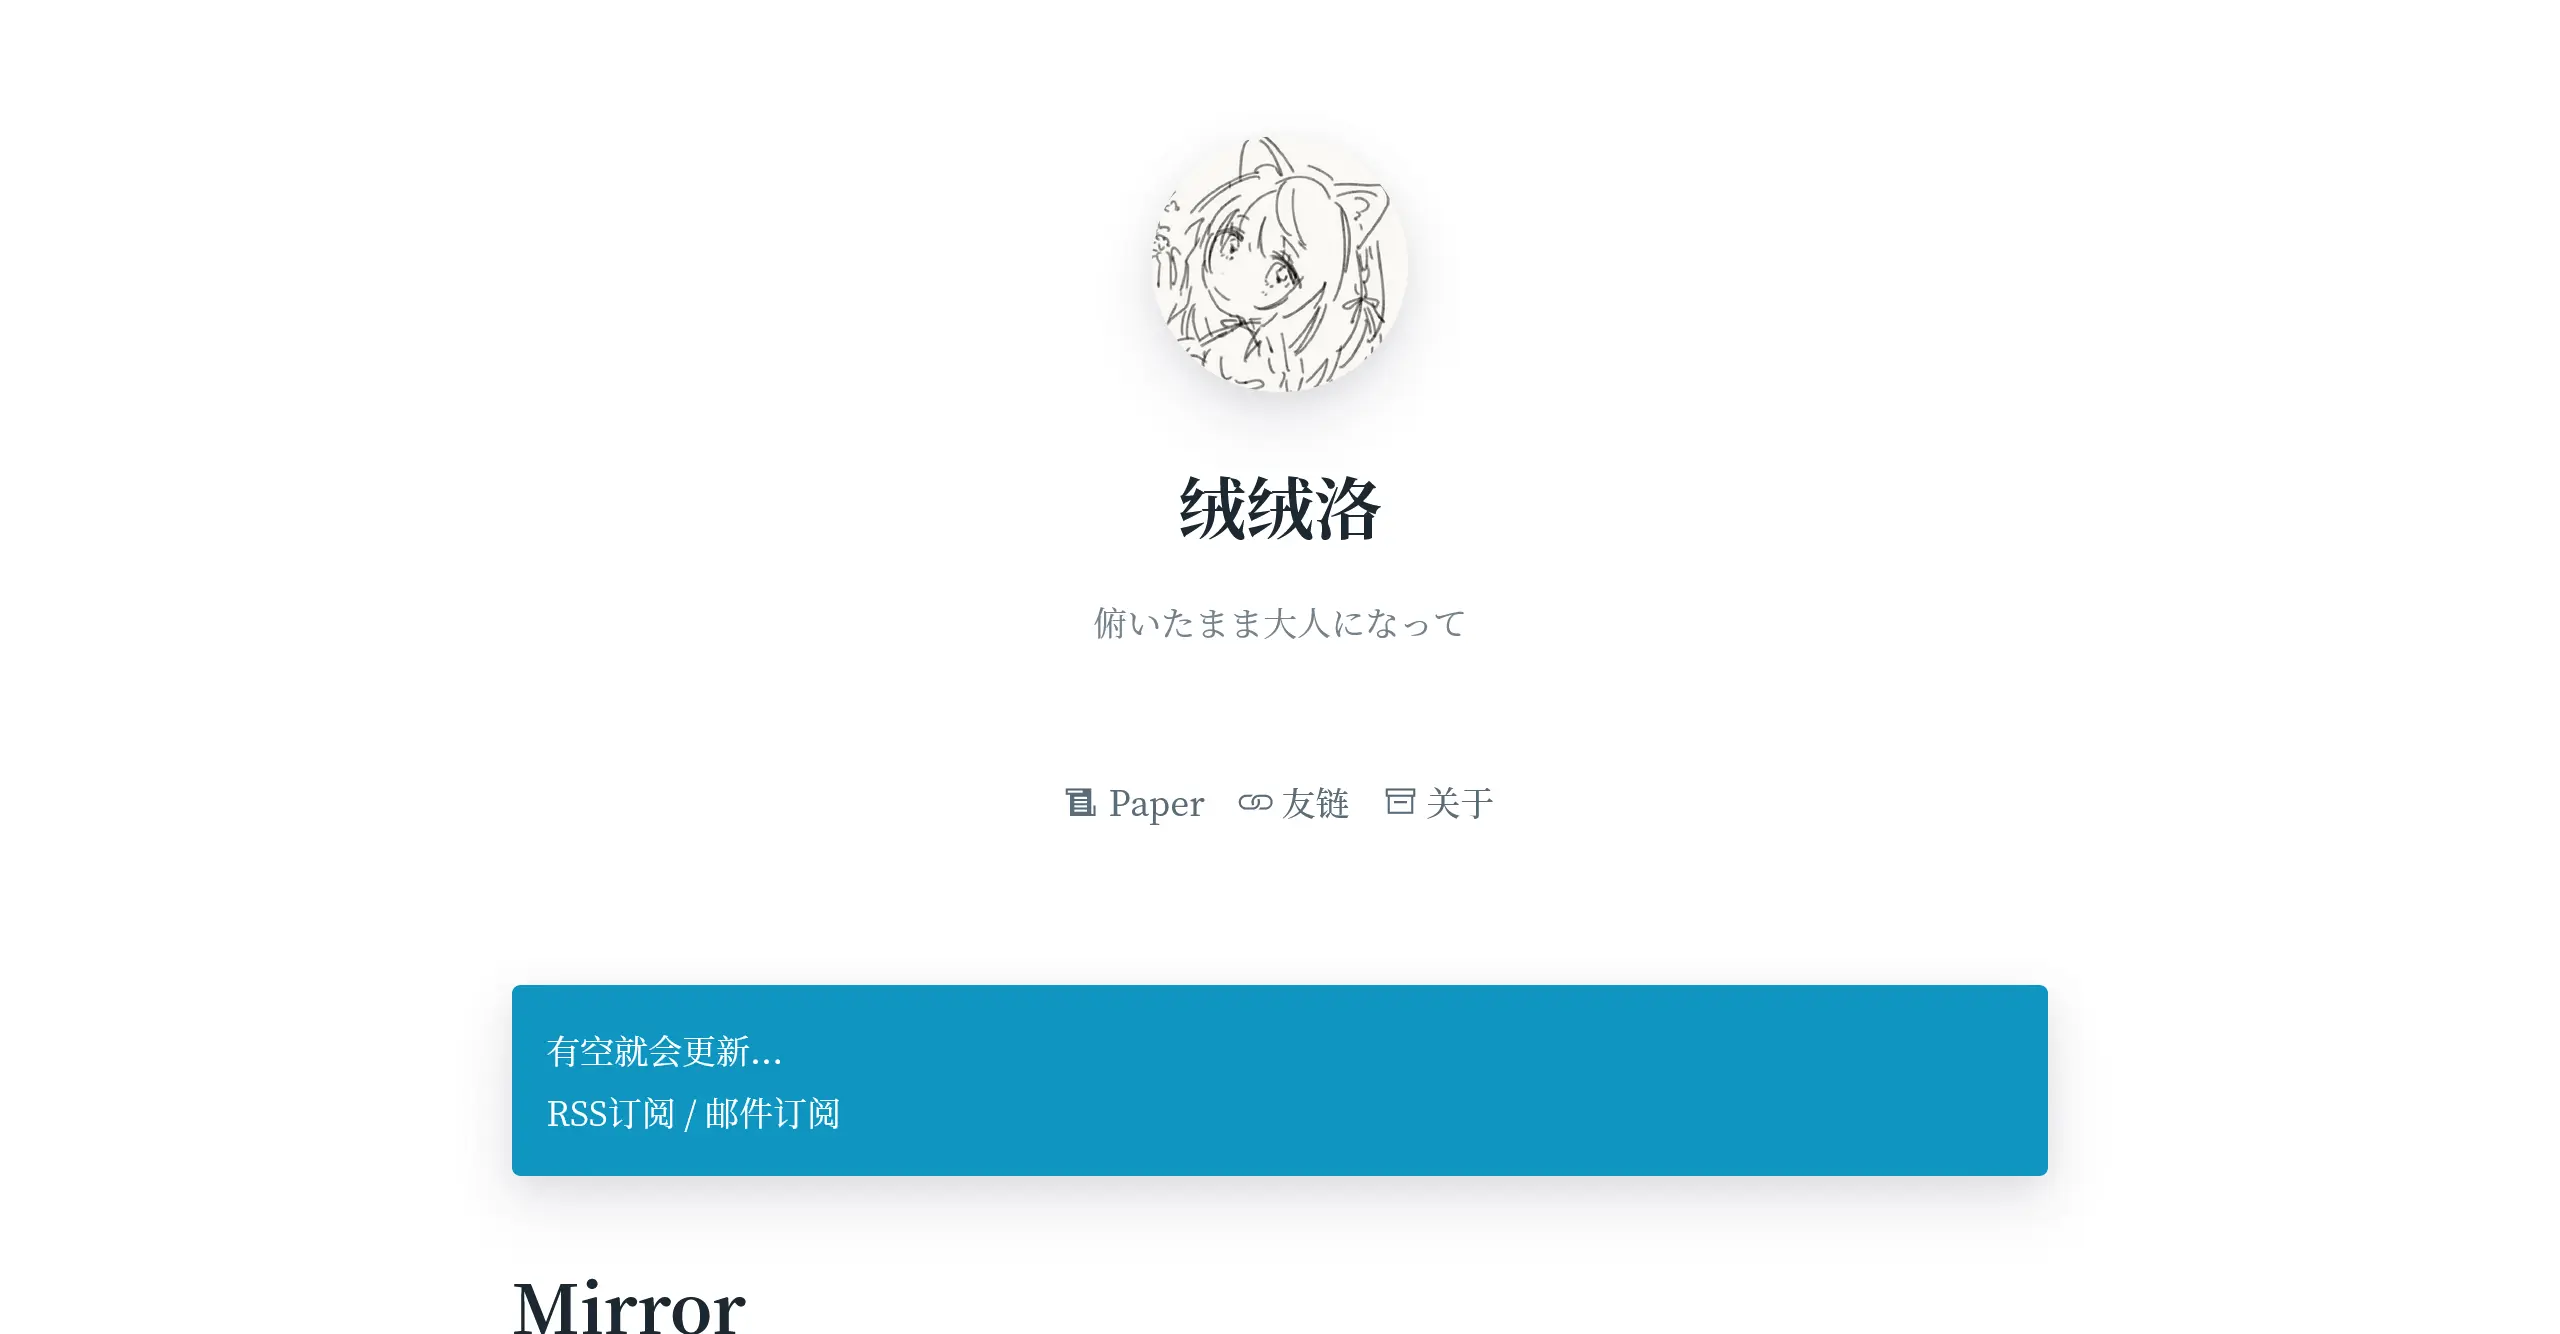 绒绒洛
俯いたまま大人になって
Paper 友链 关于
有空就会更新...
RSS订阅 / 邮件订阅
Mirror